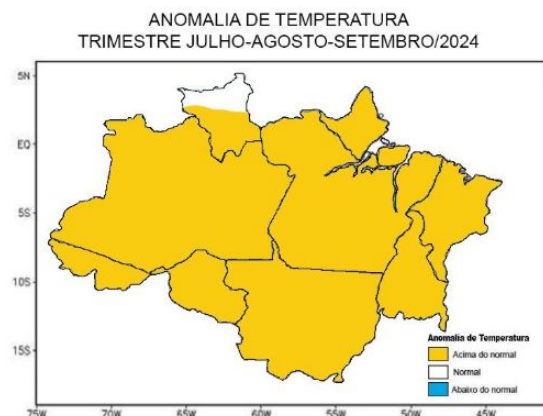 ANOMALIA DE TEMPERATURA
TRIMESTRE JULHO-AGOSTO-SETEMBRO/2024
5N
EQ
5S
10S
15S
75W
70W
65W
60W
55W
50W
45W
Anomalia de Temperatura
Acima do normal
Normal
Abaixo do normal